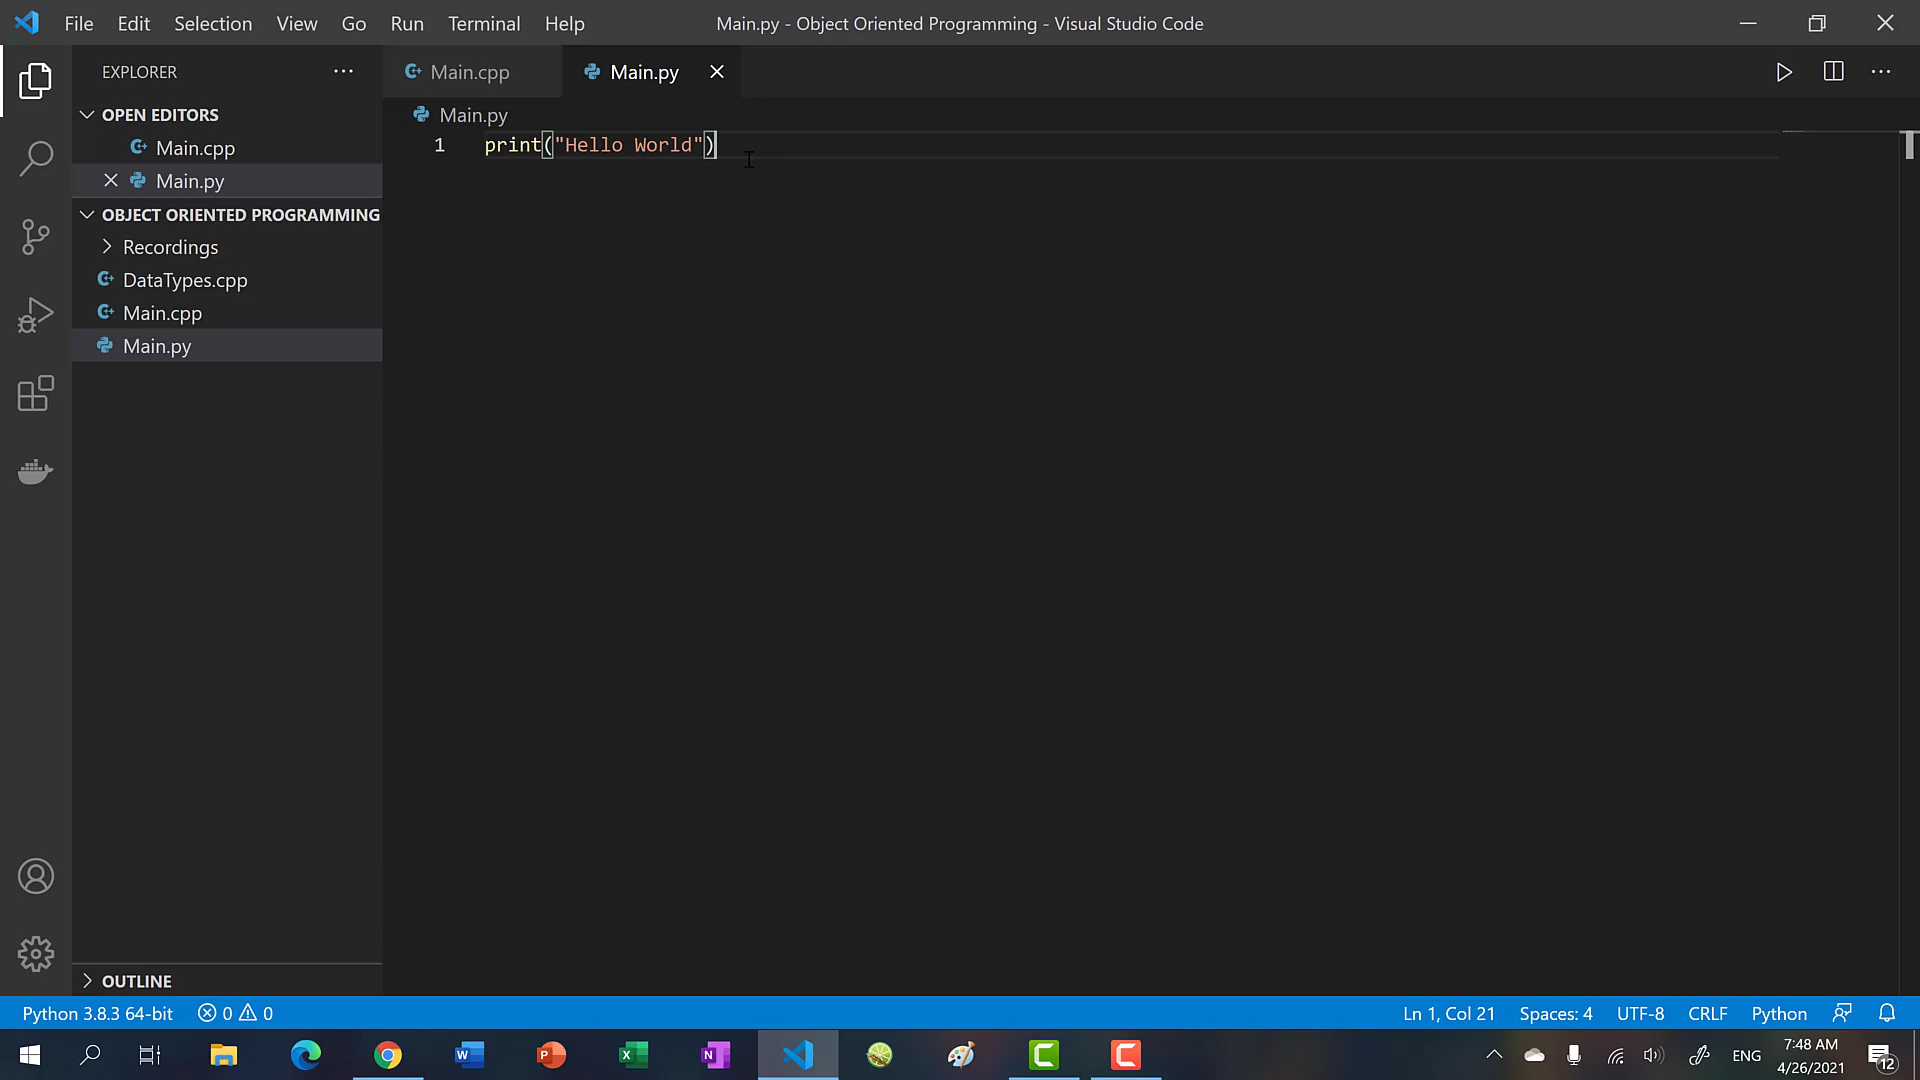 File Edit Selection View Go Run Terminal Help
Main.py - Object Oriented Programming - Visual Studio Code
EXPLORER
OPEN EDITORS
Main.cpp
Main.py
OBJECT ORIENTED PROGRAMMING
Recordings
DataTypes.cpp
Main.cpp
Main.py
OUTLINE
Main.cpp
Main.py
Main.py
1 print("Hello World")
Python 3.8.3 64-bit 0 0
Ln 1, Col 21 Spaces: 4 UTF-8 CRLF Python
ENG
7:48 AM
4/26/2021
12